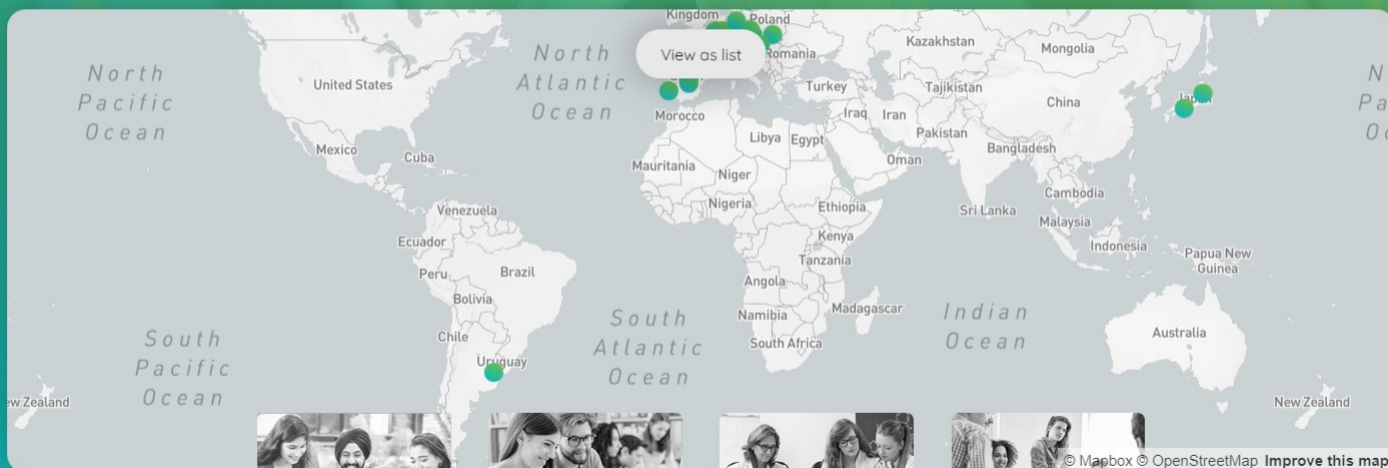 Kingdom
Poland
View as list
Romania
Kazakhstan
Mongolia
North
Pacific
Ocean
North
Atlantic
Ocean
United States
Turkey
Tajikistan
China
Japan
Morocco
Iraq
Iran
Libya
Egypt
Pakistan
Bangladesh
Mexico
Cuba
Mauritania
Niger
Oman
Cambodia
Venezuela
Nigeria
Ethiopia
Sri Lanka
Malaysia
Ecuador
Kenya
Indonesia
Papua New
Guinea
Peru
Brazil
Tanzania
Angola
Bolivia
Namibia
Madagascar
South
Pacific
Ocean
Chile
South
Atlantic
Ocean
South Africa
Indian
Ocean
Australia
Uruguay
ew Zealand
New Zealand
© Mapbox © OpenStreetMap Improve this map